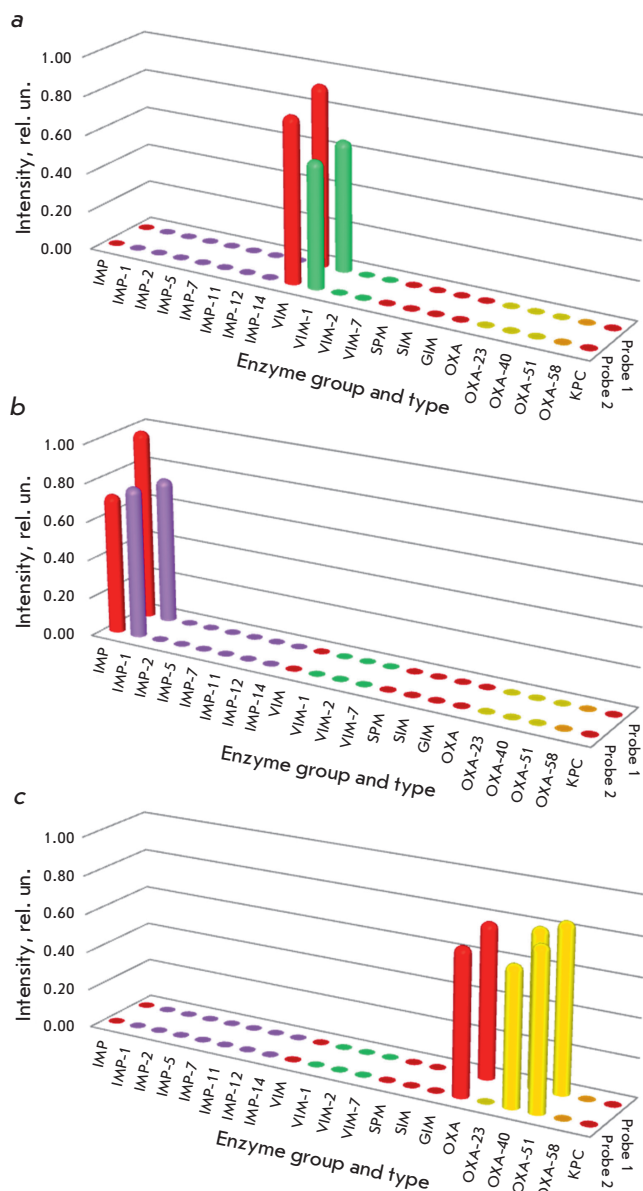 a
Intensity, rel. un.
1.00
0.80
0.60
0.40
0.20
0.00
IMP
IMP-1
IMP-2
IMP-5
IMP-7
IMP-11
IMP-12
IMP-14
VIM
VIM-1
VIM-2
VIM-7
SPM
SIM
GIM
OXA
OXA-23
OXA-40
OXA-51
OXA-58
KPC
Probe 1
Probe 2
Enzyme group and type
b
Intensity, rel. un.
1.00
0.80
0.60
0.40
0.20
0.00
IMP
IMP-1
IMP-2
IMP-5
IMP-7
IMP-11
IMP-12
IMP-14
VIM
VIM-1
VIM-2
VIM-7
SPM
SIM
GIM
OXA
OXA-23
OXA-40
OXA-51
OXA-58
KPC
Probe 1
Probe 2
Enzyme group and type
c
Intensity, rel. un.
1.00
0.80
0.60
0.40
0.20
0.00
IMP
IMP-1
IMP-2
IMP-5
IMP-7
IMP-11
IMP-12
IMP-14
VIM
VIM-1
VIM-2
VIM-7
SPM
SIM
GIM
OXA
OXA-23
OXA-40
OXA-51
OXA-58
KPC
Probe 1
Probe 2
Enzyme group and type